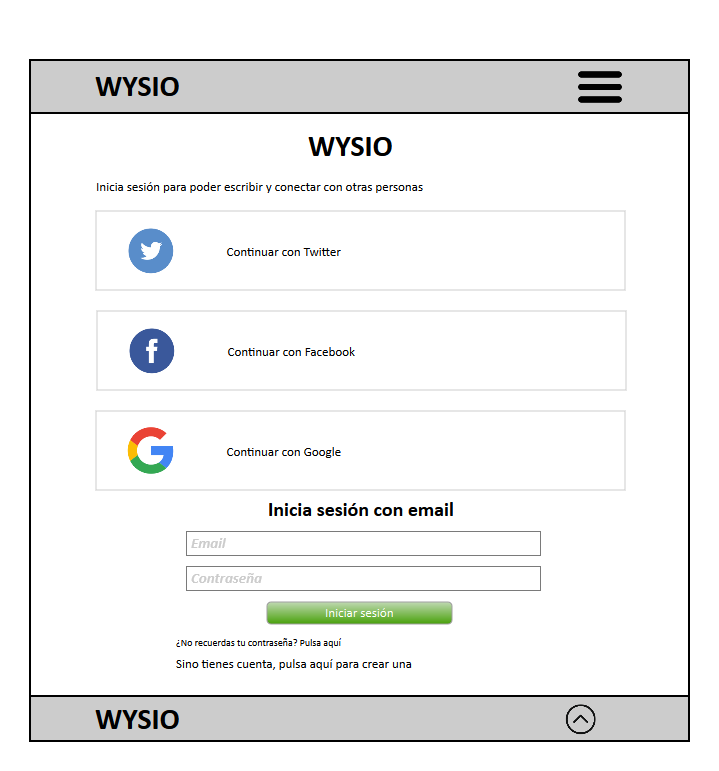 WYSIO
WYSIO
Inicia sesión para poder escribir y conectar con otras personas
Continuar con Twitter
Continuar con Facebook
Continuar con Google
Inicia sesión con email
Email
Contraseña
Iniciar sesión
¿No recuerdas tu contraseña? Pulsa aquí
Sino tienes cuenta, pulsa aquí para crear una
WYSIO